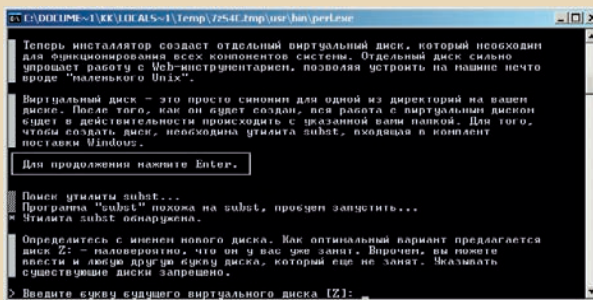 C:\DOCUME~1\KK\LOCALS~1\Temp\7zS4C.tmp\usr\bin\perl.exe
Теперь инсталлятор создаст отдельный виртуальный диск, который необходим
для функционирования всех компонентов системы. Отдельный диск сильно
упрощает работу с Web-инструментарием, позволяя устроить на машине нечто
вроде "маленького Unix".
Виртуальный диск - это просто синоним для одной из директорий на вашем
диске. После того, как он будет создан, вся работа с виртуальным диском
будет в действительности происходить с указанной вами папкой. Для того,
чтобы создать диск, необходима утилита subst, входящая в комплект
поставки Windows.
Для продолжения нажмите Enter.
Поиск утилиты subst...
Программа "subst" похожа на subst, пробуем запустить...
* Утилита subst обнаружена.
Определитесь с именем нового диска. Как оптимальный вариант предлагается
диск Z: - маловероятно, что он у вас уже занят. Впрочем, вы можете
ввести и любую другую букву диска, который еще не занят. Указывать
существующие диски запрещено.
> Введите букву будущего виртуального диска [Z]: _